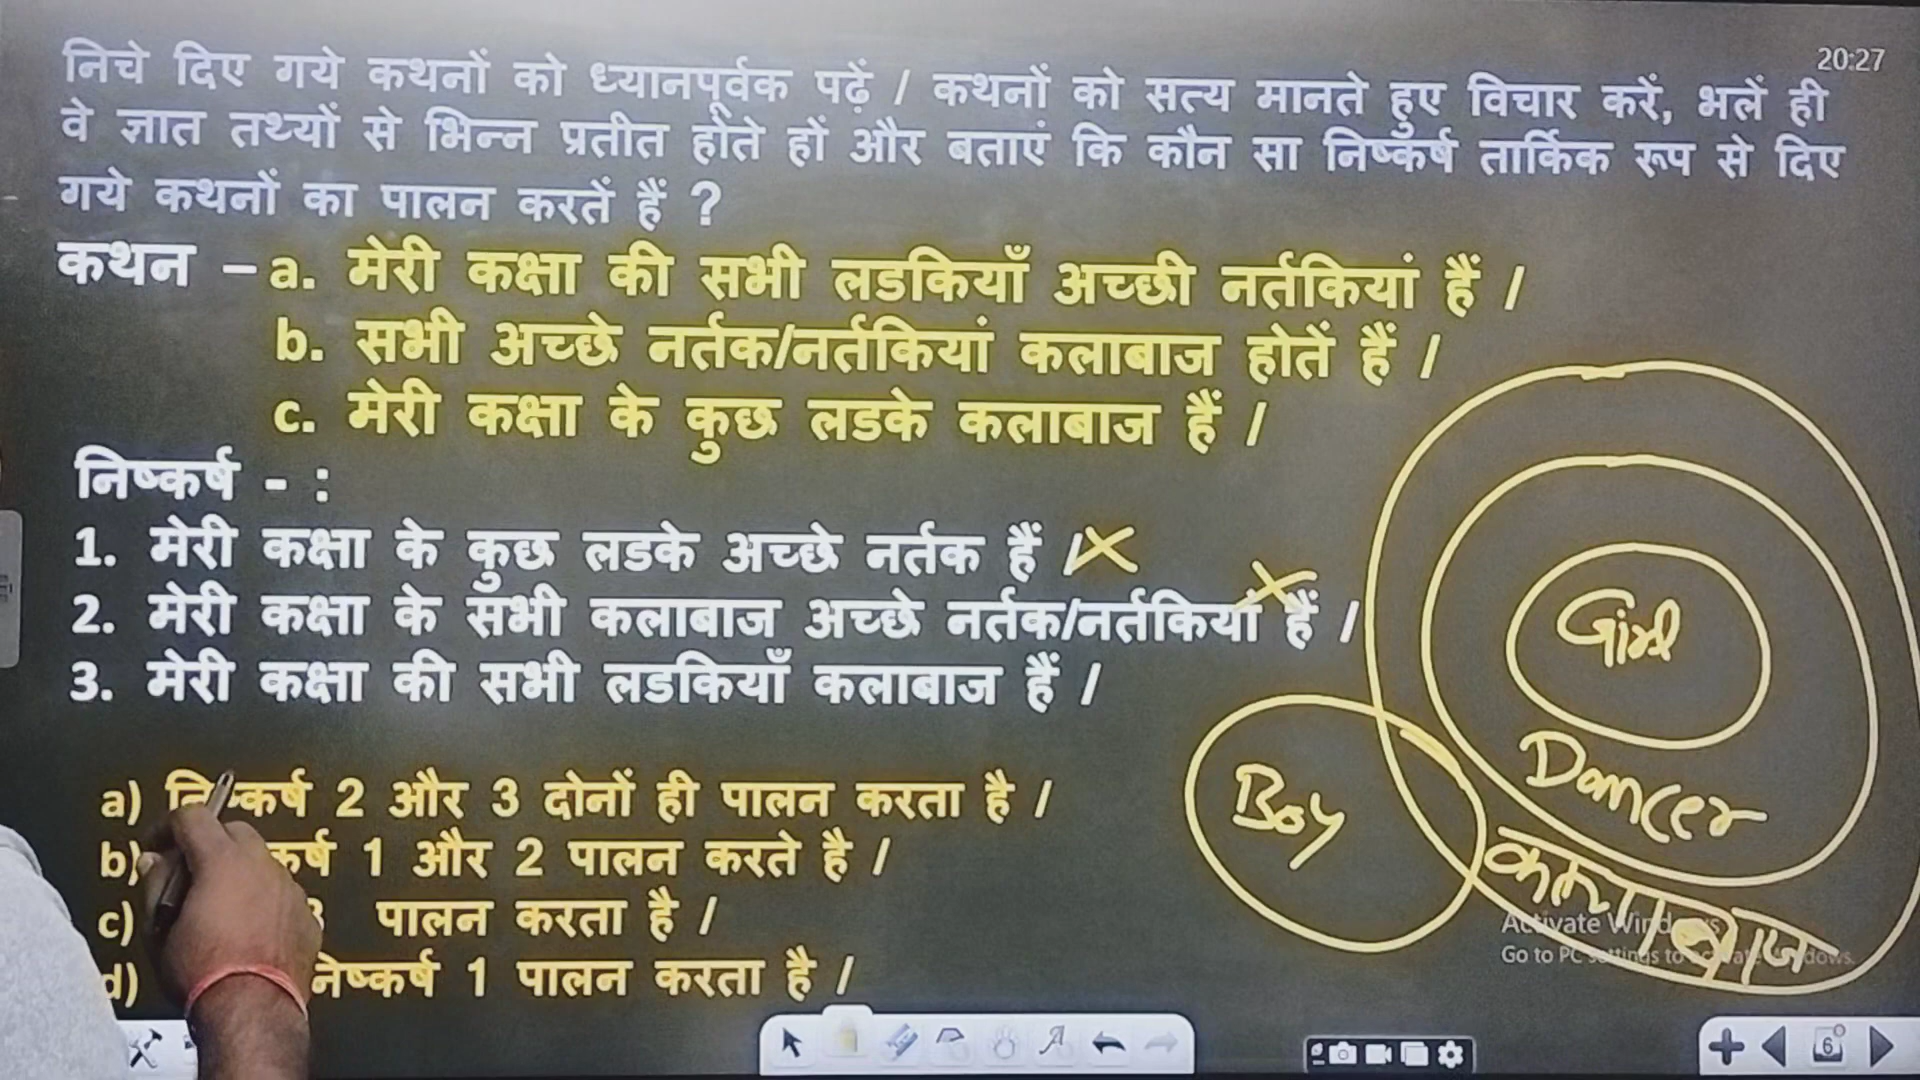 20:27
निचे दिए गये कथनों को ध्यानपूर्वक पढ़ें / कथनों को सत्य मानते हुए विचार करें, भलें ही
वे ज्ञात तथ्यों से भिन्न प्रतीत होते हों और बताएं कि कौन सा निष्कर्ष तार्किक रूप से दिए
गये कथनों का पालन करतें हैं ?
कथन – a. मेरी कक्षा की सभी लडकियाँ अच्छी नर्तकियां हैं /
b. सभी अच्छे नर्तक/नर्तकियां कलाबाज होतें हैं /
c. मेरी कक्षा के कुछ लडके कलाबाज हैं /
निष्कर्ष - :
1. मेरी कक्षा के कुछ लडके अच्छे नर्तक हैं /
2. मेरी कक्षा के सभी कलाबाज अच्छे नर्तक/नर्तकियां हैं /
3. मेरी कक्षा की सभी लडकियाँ कलाबाज हैं /
a) निष्कर्ष 2 और 3 दोनों ही पालन करता है /
b) 1 और 2 पालन करते है /
c) 3 पालन करता है /
d) निष्कर्ष 1 पालन करता है /
Girl
Dancer
Boy
कलाबाज
Activate Windows
Go to PC settings to activate Windows.
6